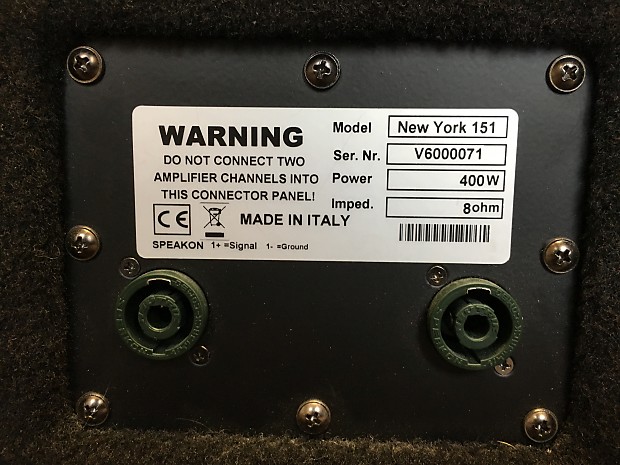 WARNING
DO NOT CONNECT TWO
AMPLIFIER CHANNELS INTO
THIS CONNECTOR PANEL!
CE
MADE IN ITALY
SPEAKON 1+ =Signal 1- =Ground
Model New York 151
Ser. Nr. V6000071
Power 400W
Imped. 8ohm